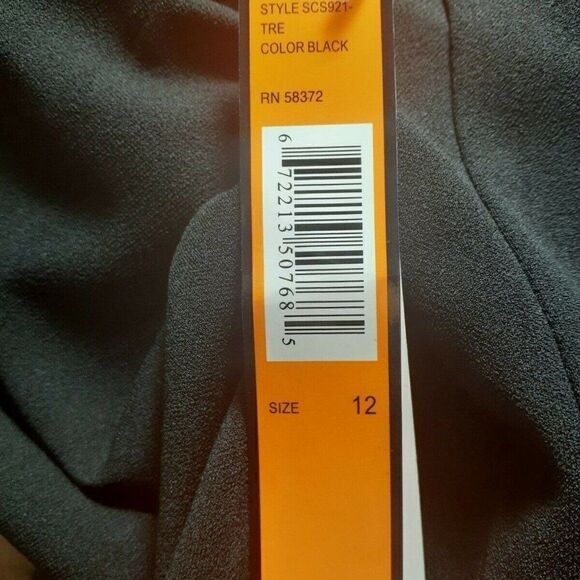 STYLE SCS921-
TRE
COLOR BLACK
RN 58372
6 72213 50768 5
SIZE 12